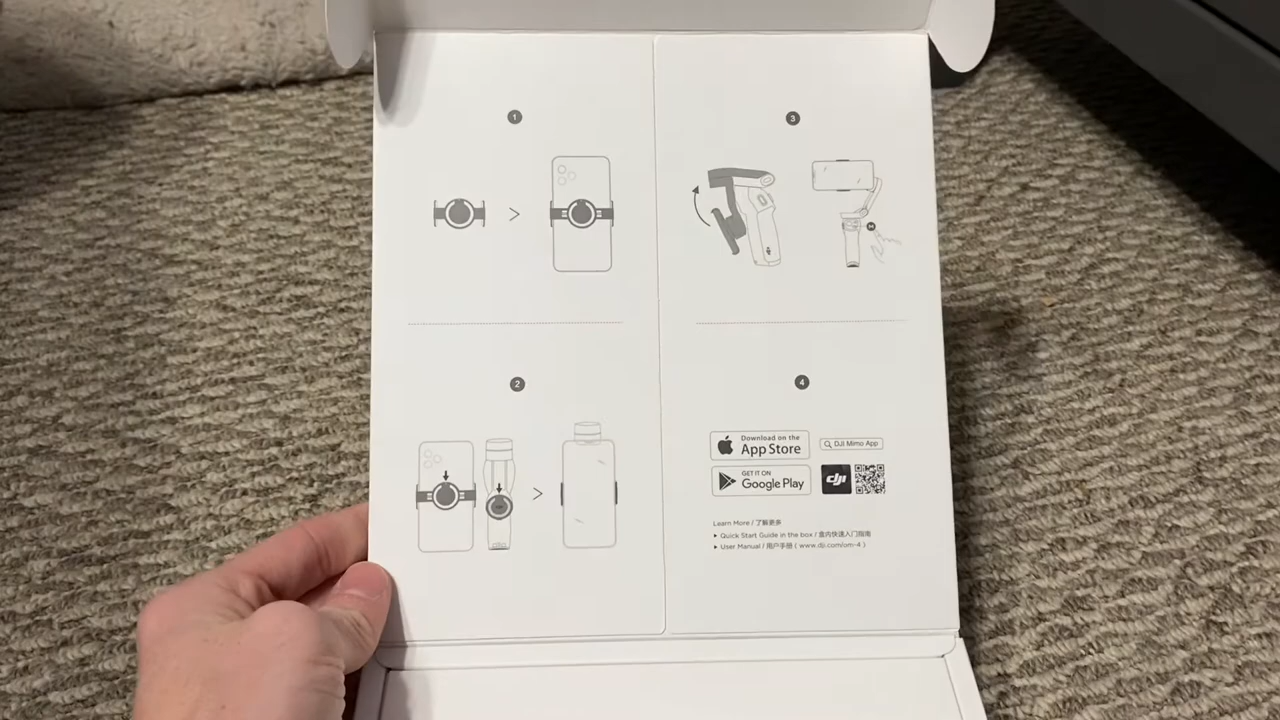 1
2
3
4
Download on the
App Store
DJI Mimo App
GET IT ON
Google Play
dji
Learn More / 了解更多
▸ Quick Start Guide in the box / 盒内快速入门指南
▸ User Manual / 用户手册 ( www.dji.com/om-4 )